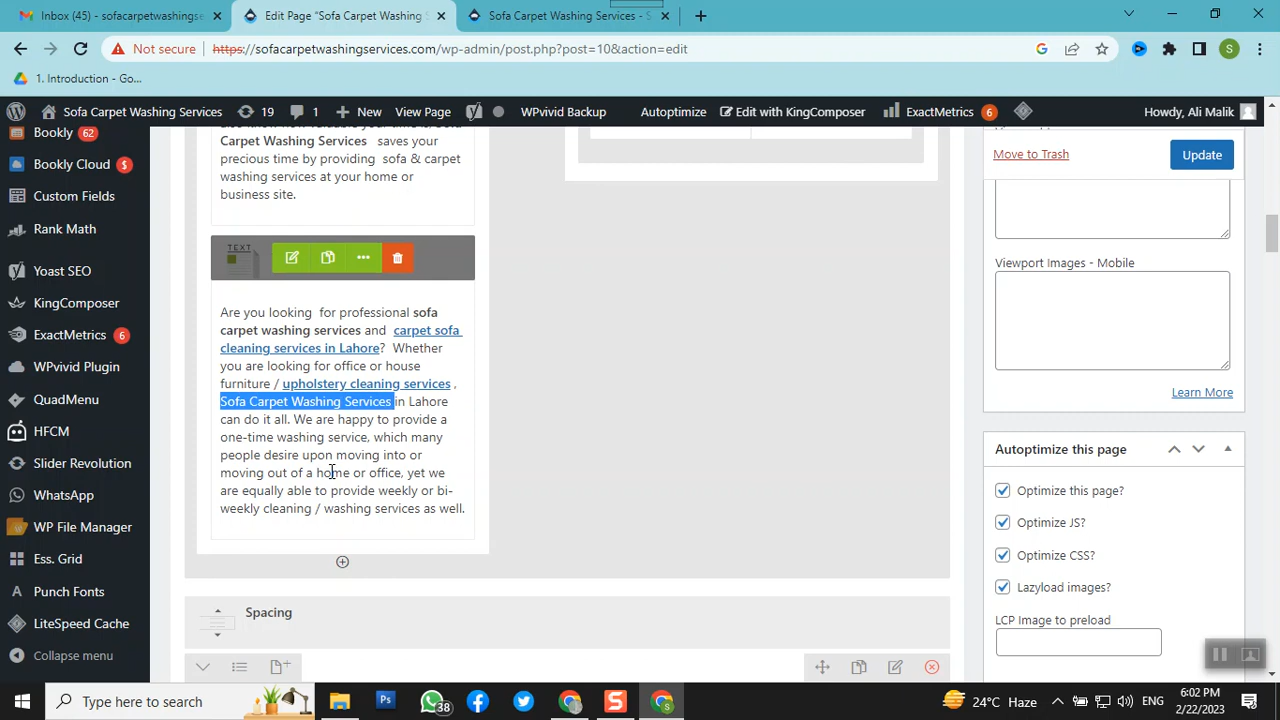 Inbox (45) - sofacarpetwashingse
Edit Page "Sofa Carpet Washing S
Sofa Carpet Washing Services - S
Not secure
https://sofacarpetwashingservices.com/wp-admin/post.php?post=10&action=edit
1. Introduction - Go...
Sofa Carpet Washing Services
19
1
New
View Page
WPvivid Backup
Autoptimize
Edit with KingComposer
ExactMetrics 6
Howdy, Ali Malik
Bookly 62
Bookly Cloud $
Custom Fields
Rank Math
Yoast SEO
KingComposer
ExactMetrics 6
WPvivid Plugin
QuadMenu
HFCM
Slider Revolution
WhatsApp
WP File Manager
Ess. Grid
Punch Fonts
LiteSpeed Cache
Collapse menu
Carpet Washing Services saves your
precious time by providing sofa & carpet
washing services at your home or
business site.
TEXT
Are you looking for professional sofa
carpet washing services and carpet sofa
cleaning services in Lahore? Whether
you are looking for office or house
furniture / upholstery cleaning services ,
Sofa Carpet Washing Services in Lahore
can do it all. We are happy to provide a
one-time washing service, which many
people desire upon moving into or
moving out of a home or office, yet we
are equally able to provide weekly or bi-
weekly cleaning / washing services as well.
Spacing
Move to Trash
Update
Viewport Images - Mobile
Learn More
Autoptimize this page
Optimize this page?
Optimize JS?
Optimize CSS?
Lazyload images?
LCP Image to preload
Type here to search
Ps
38
24°C Haze
ENG
6:02 PM
2/22/2023